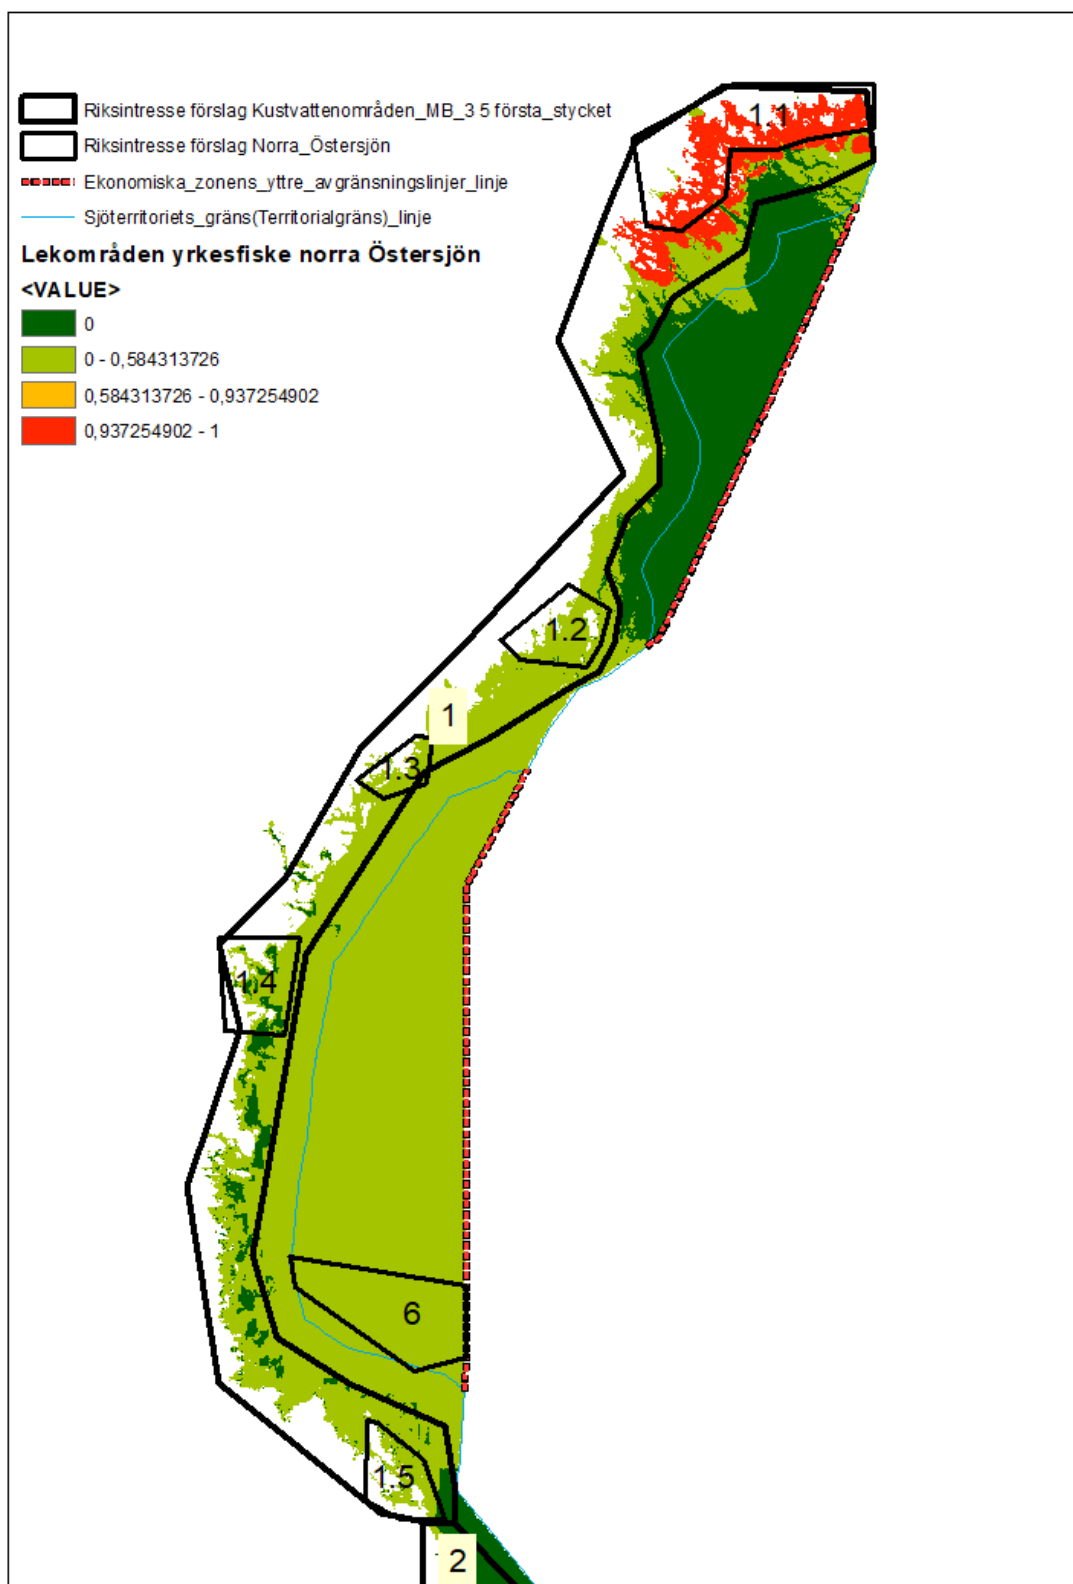 Riksintresse förslag Kustvattenområden_MB_3 5 första_stycket
Riksintresse förslag Norra_Östersjön
Ekonomiska_zonens_yttre_avgränsningslinjer_linje
Sjöterritoriets_gräns(Territorialgräns)_linje
Lekområden yrkesfiske norra Östersjön
<VALUE>
0
0 - 0,584313726
0,584313726 - 0,937254902
0,937254902 - 1
1.1
1.2
1
1.3
1.4
6
1.5
2